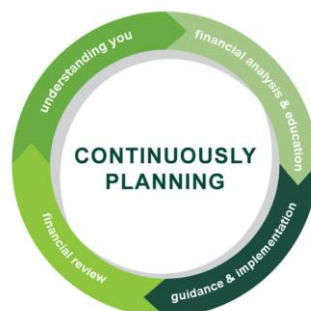 understanding you
financial analysis & education
CONTINUOUSLY
PLANNING
guidance & implementation
financial review